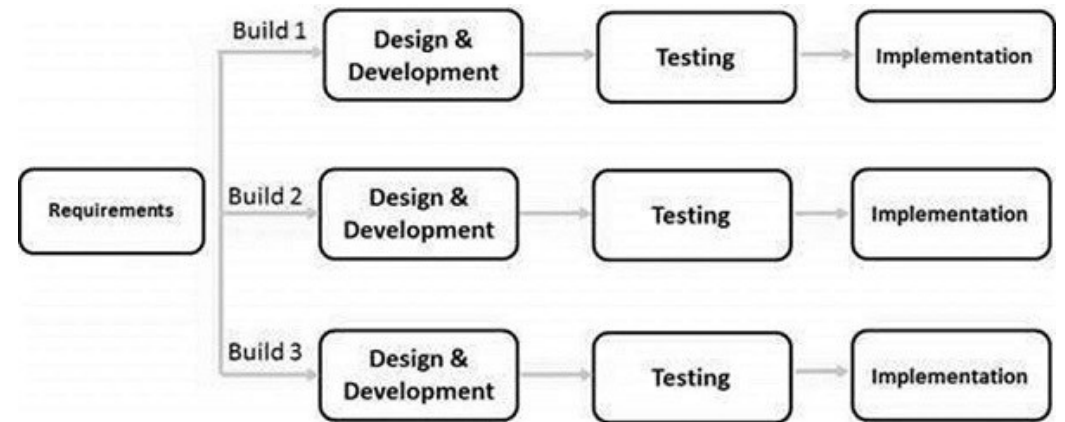 Build 1
Design &
Development
Testing
Implementation
Requirements
Build 2
Design &
Development
Testing
Implementation
Build 3
Design &
Development
Testing
Implementation